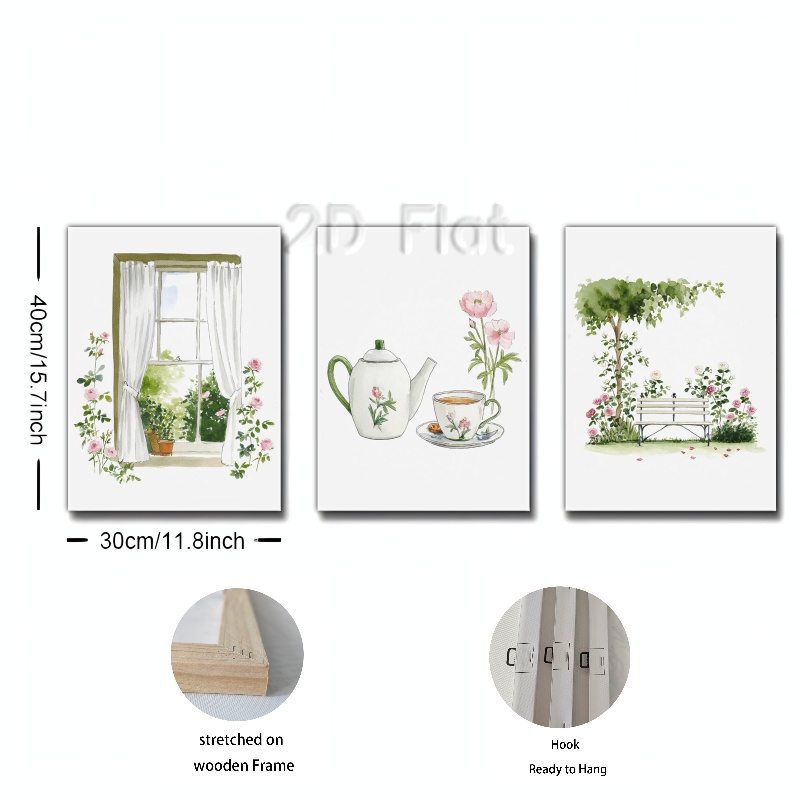 2D Flat
40cm/15.7inch
30cm/11.8inch
stretched on
wooden Frame
Hook
Ready to Hang